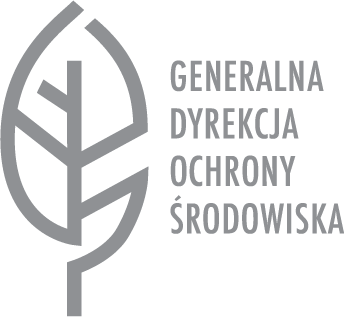 GENERALNA
DYREKCJA
OCHRONY
ŚRODOWISKA